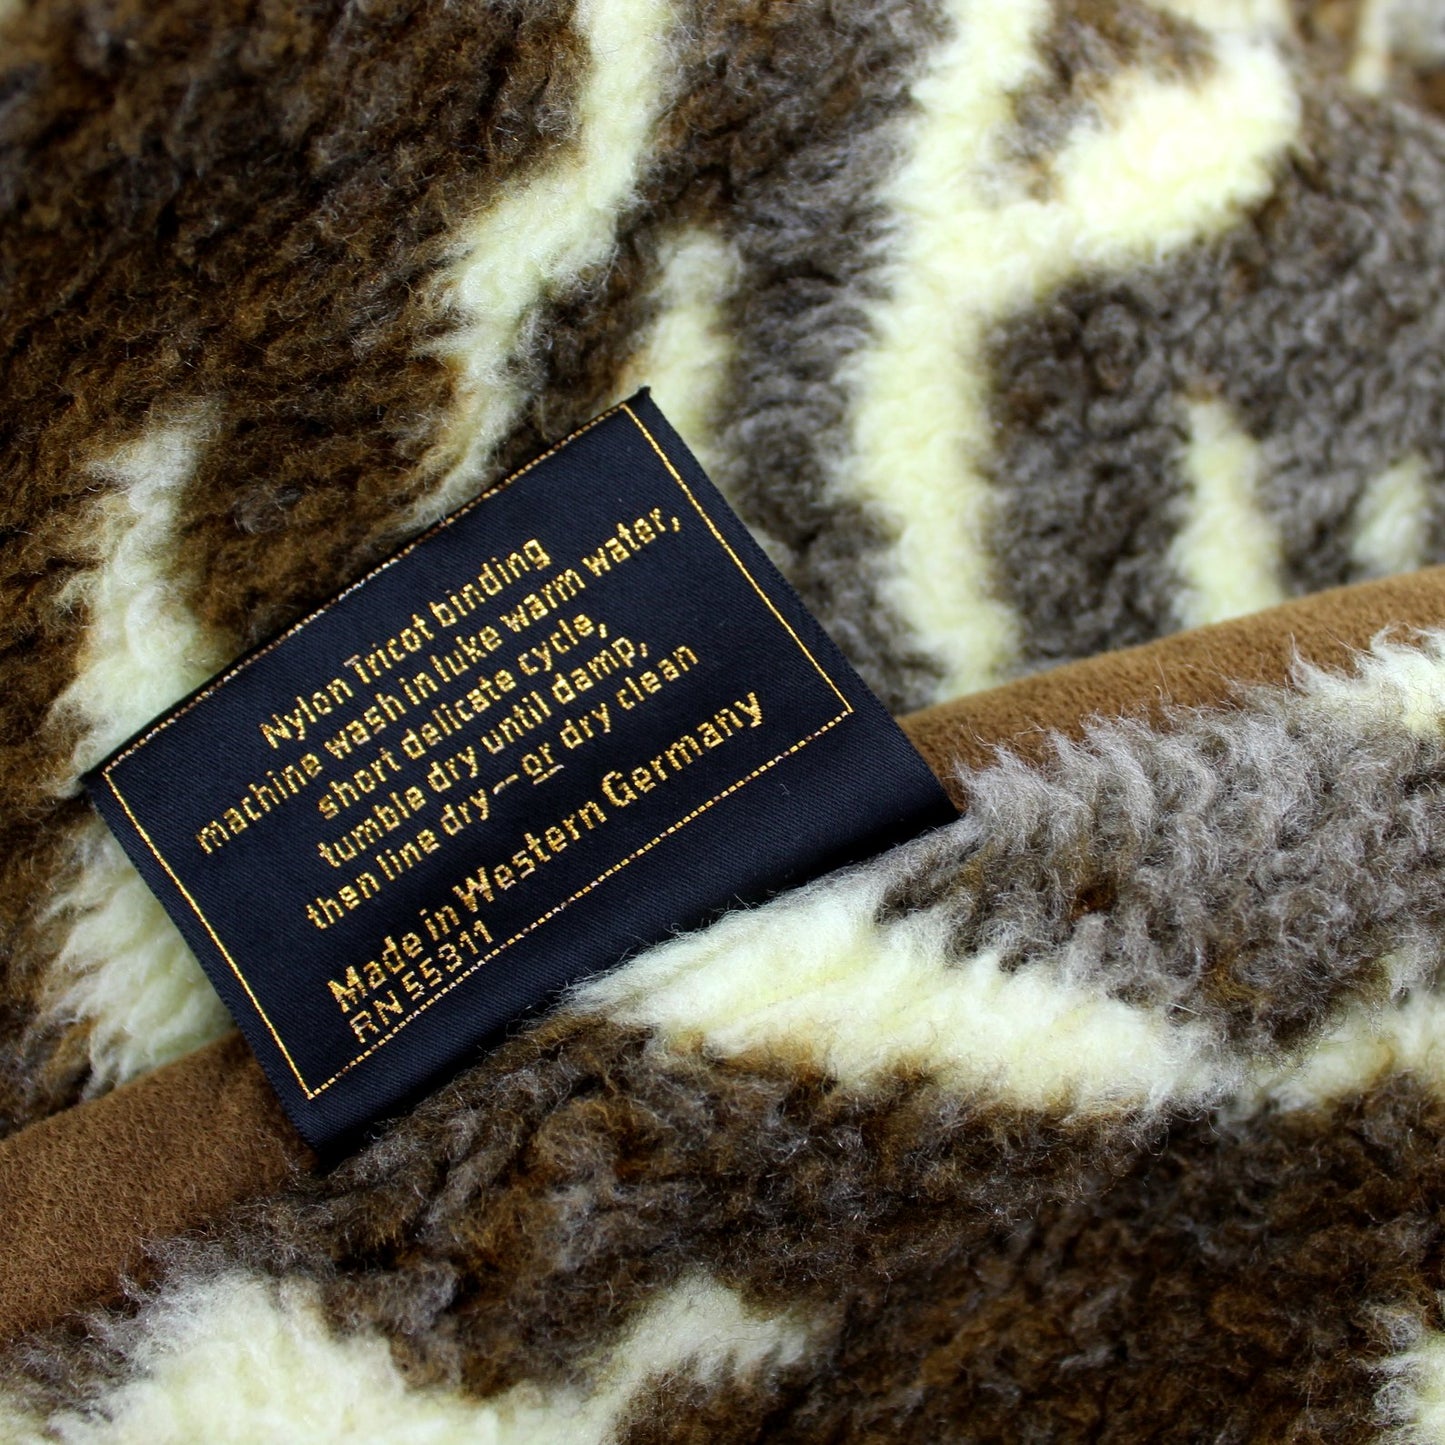 Nylon Tricot binding
machine wash in luke warm water,
short delicate cycle,
tumble dry until damp,
then line dry—or dry clean
Made in Western Germany
RN 55311